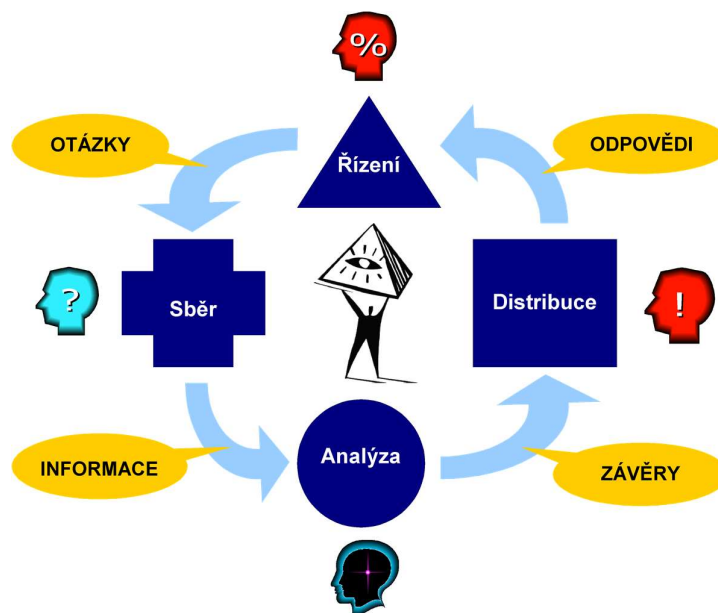 %
OTÁZKY
ODPOVĚDI
Řízení
?
Sběr
Distribuce
!
Analýza
INFORMACE
ZÁVĚRY